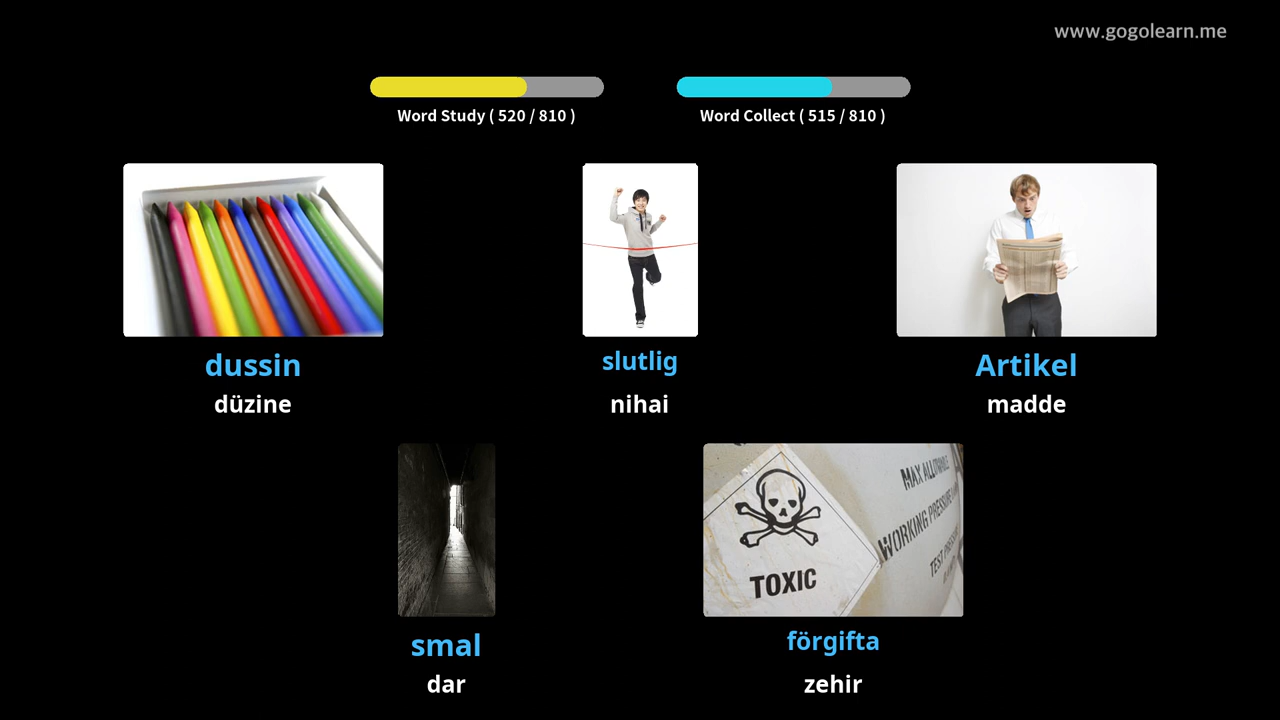 www.gogolearn.me
Word Study ( 520 / 810 )
Word Collect ( 515 / 810 )
dussin
slutlig
Artikel
düzine
nihai
madde
TOXIC
MAX ALLOWABLE
WORKING PRESSURE
TEST PRESS
smal
förgifta
dar
zehir